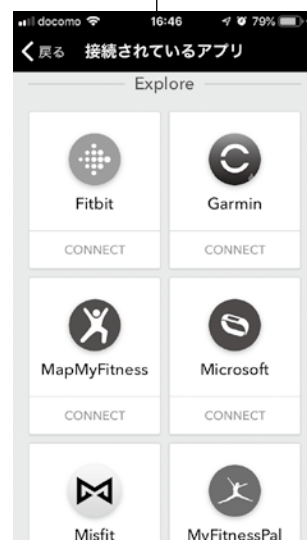 docomo 16:46 79%
戻る 接続されているアプリ
Explore
Fitbit Garmin
CONNECT CONNECT
MapMyFitness Microsoft
CONNECT CONNECT
Misfit MyFitnessPal